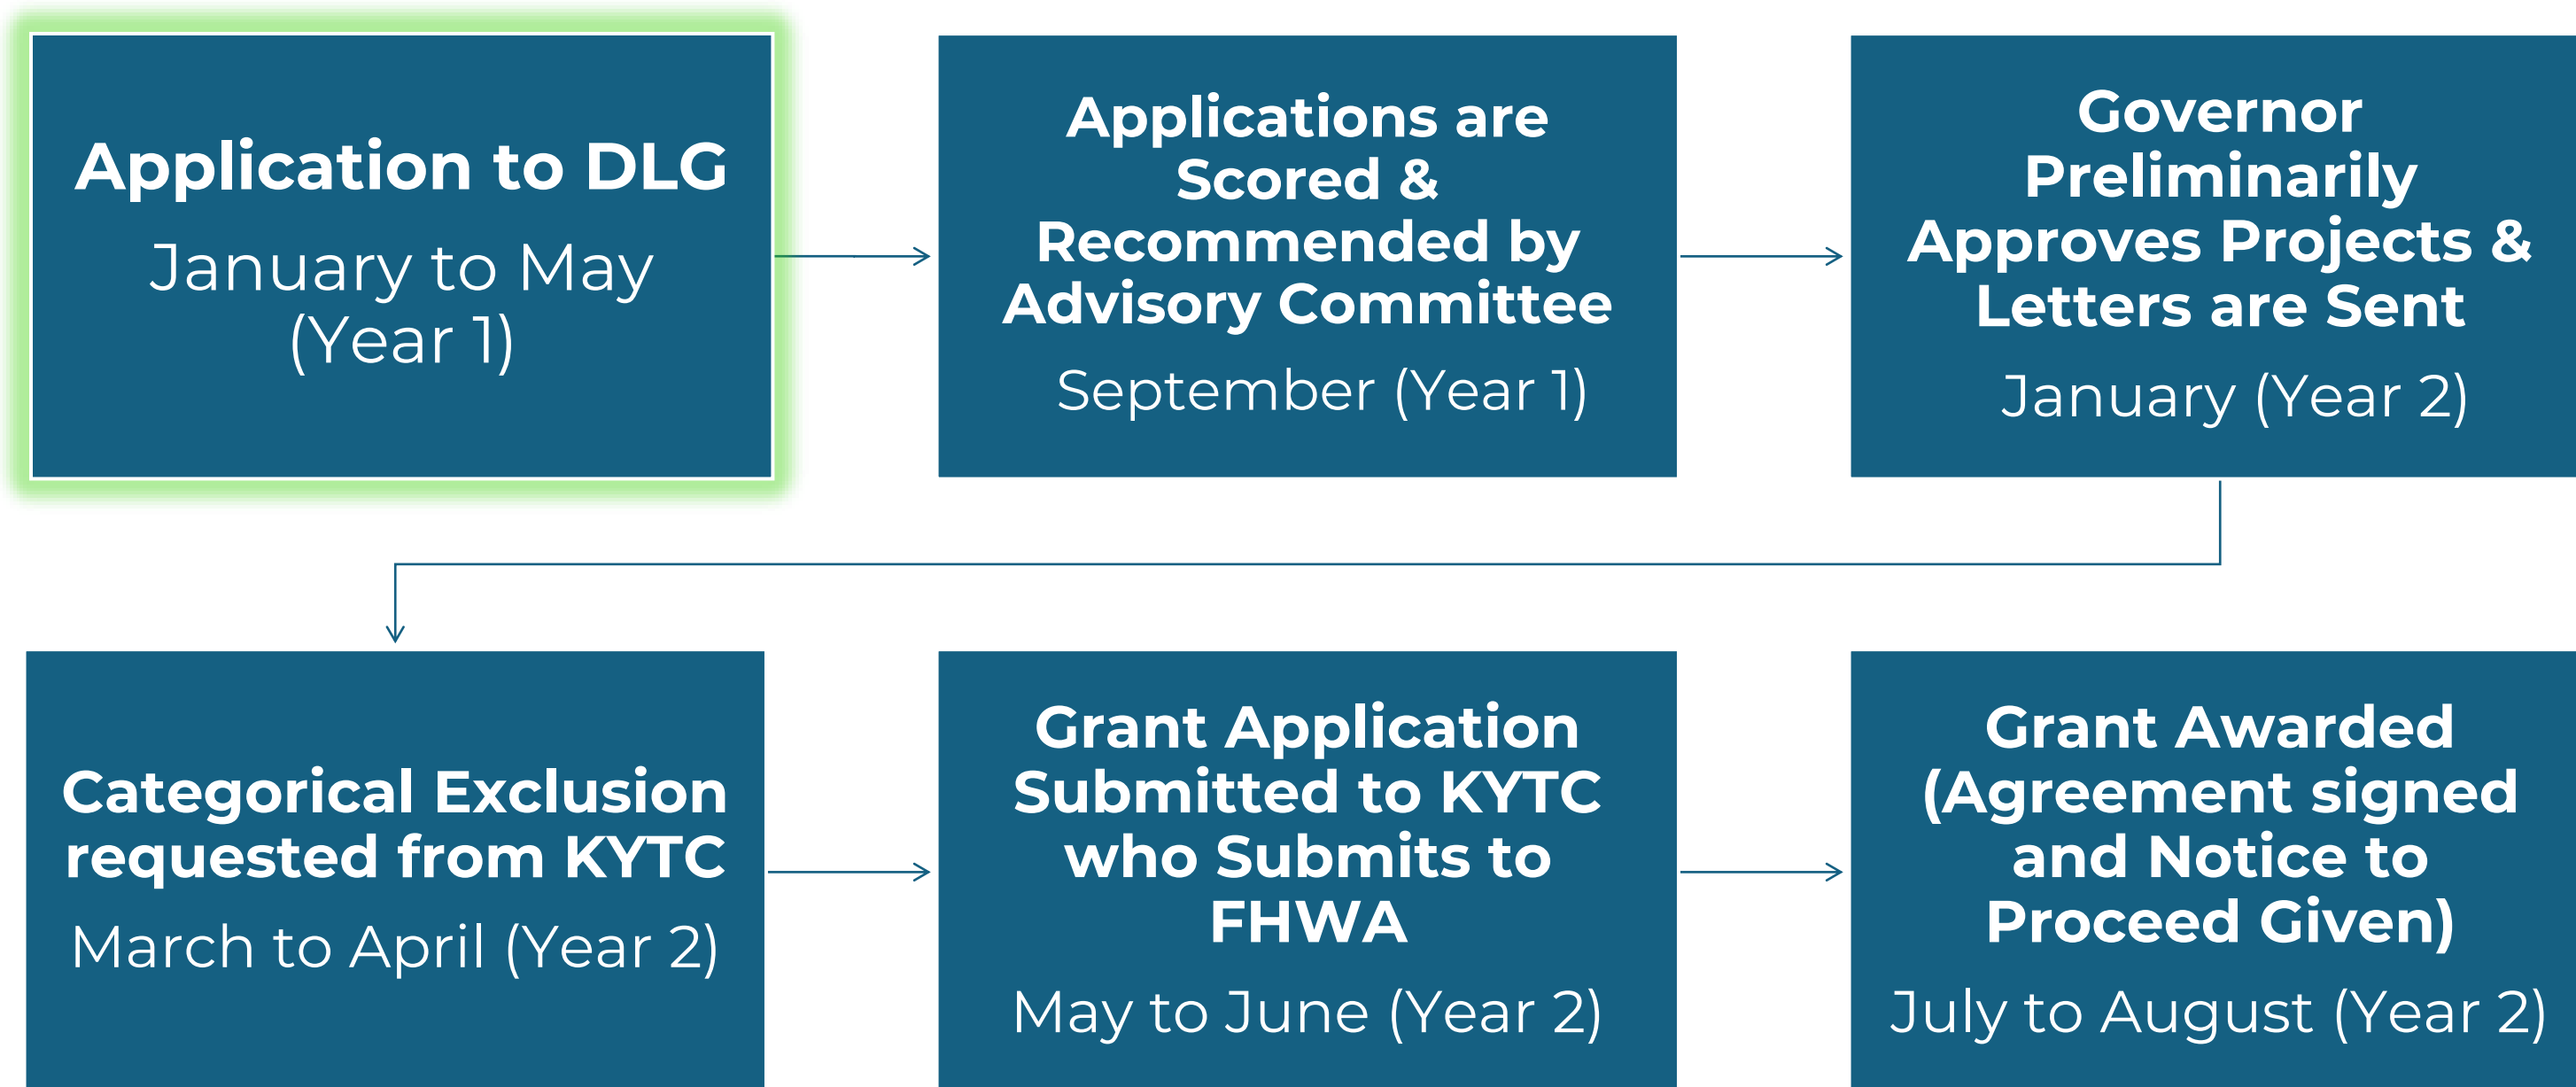 Application to DLG
January to May
(Year 1)
Applications are
Scored &
Recommended by
Advisory Committee
September (Year 1)
Governor
Preliminarily
Approves Projects &
Letters are Sent
January (Year 2)
Categorical Exclusion
requested from KYTC
March to April (Year 2)
Grant Application
Submitted to KYTC
who Submits to
FHWA
May to June (Year 2)
Grant Awarded
(Agreement signed
and Notice to
Proceed Given)
July to August (Year 2)